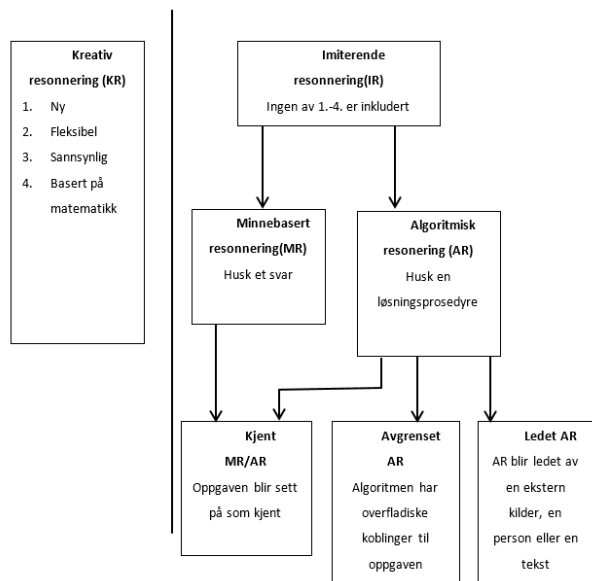 Kreativ
resonnering (KR)
1. Ny
2. Fleksibel
3. Sannsynlig
4. Basert på
matematikk
Imiterende
resonnering(IR)
Ingen av 1.-4. er inkludert
Minnebasert
resonnering(MR)
Husk et svar
Algoritmisk
resonering (AR)
Husk en
løsningsprosedyre
Kjent
MR/AR
Oppgaven blir sett
på som kjent
Avgrenset
AR
Algoritmen har
overfladiske
koblinger til
oppgaven
Ledet AR
AR blir ledet av
en ekstern
kilder, en
person eller en
tekst